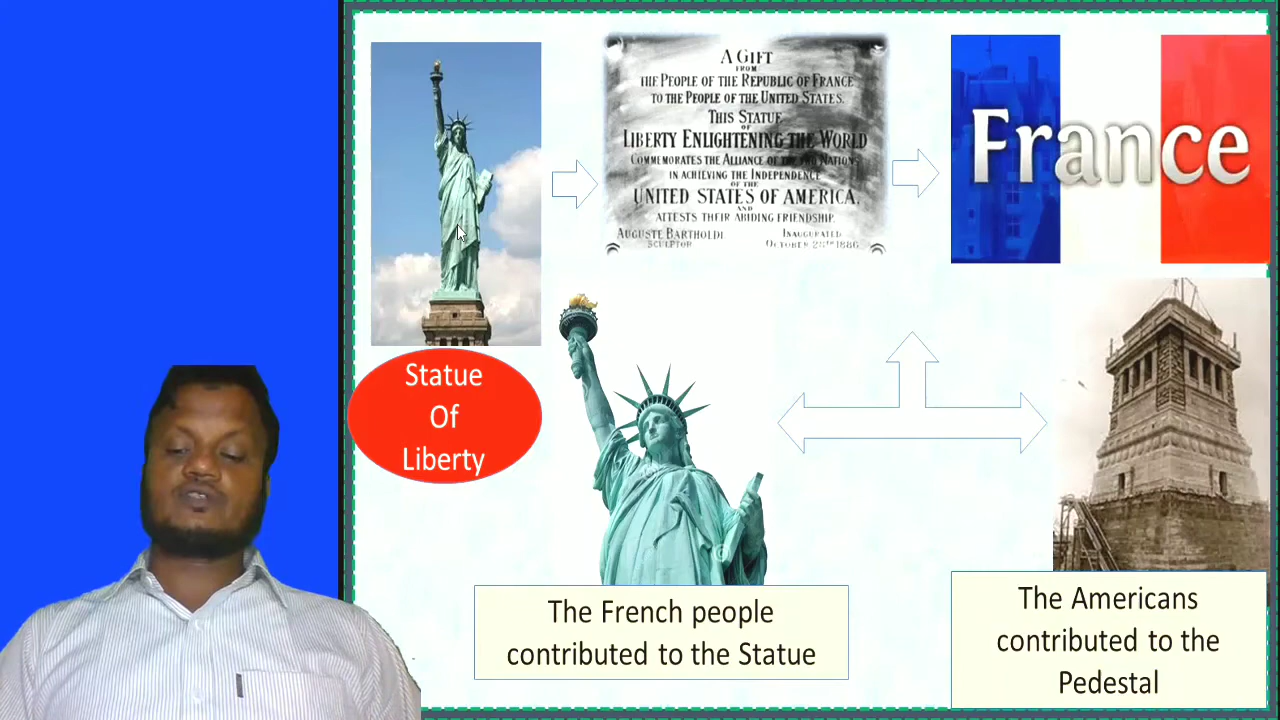 A GIFT
FROM
THE PEOPLE OF THE REPUBLIC OF FRANCE
TO THE PEOPLE OF THE UNITED STATES.
THIS STATUE
OF
LIBERTY ENLIGHTENING THE WORLD
COMMEMORATES THE ALLIANCE OF THE TWO NATIONS
IN ACHIEVING THE INDEPENDENCE
OF THE
UNITED STATES OF AMERICA,
AND
ATTESTS THEIR ABIDING FRIENDSHIP.
AUGUSTE BARTHOLDI
SCULPTOR
INAUGURATED
OCTOBER 28TH 1886
France
Statue
Of
Liberty
The French people
contributed to the Statue
The Americans
contributed to the
Pedestal